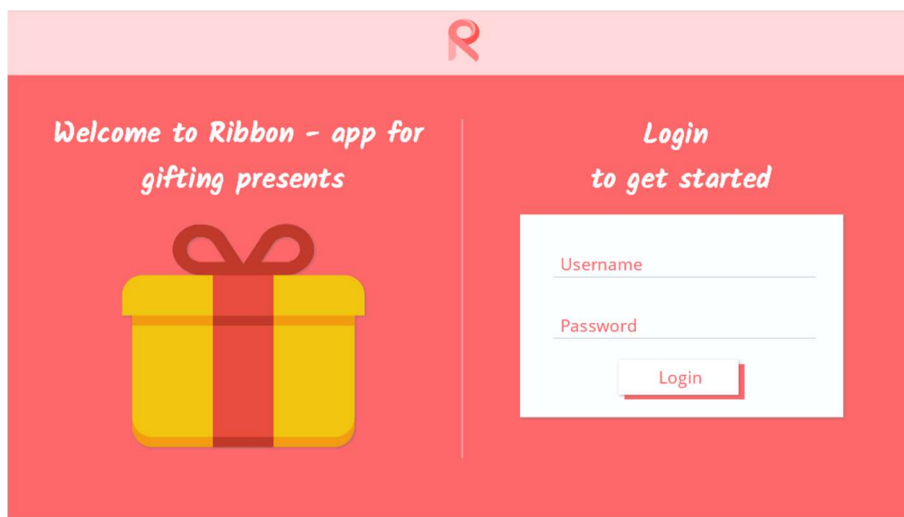 R
Welcome to Ribbon - app for
gifting presents
Login
to get started
Username
Password
Login